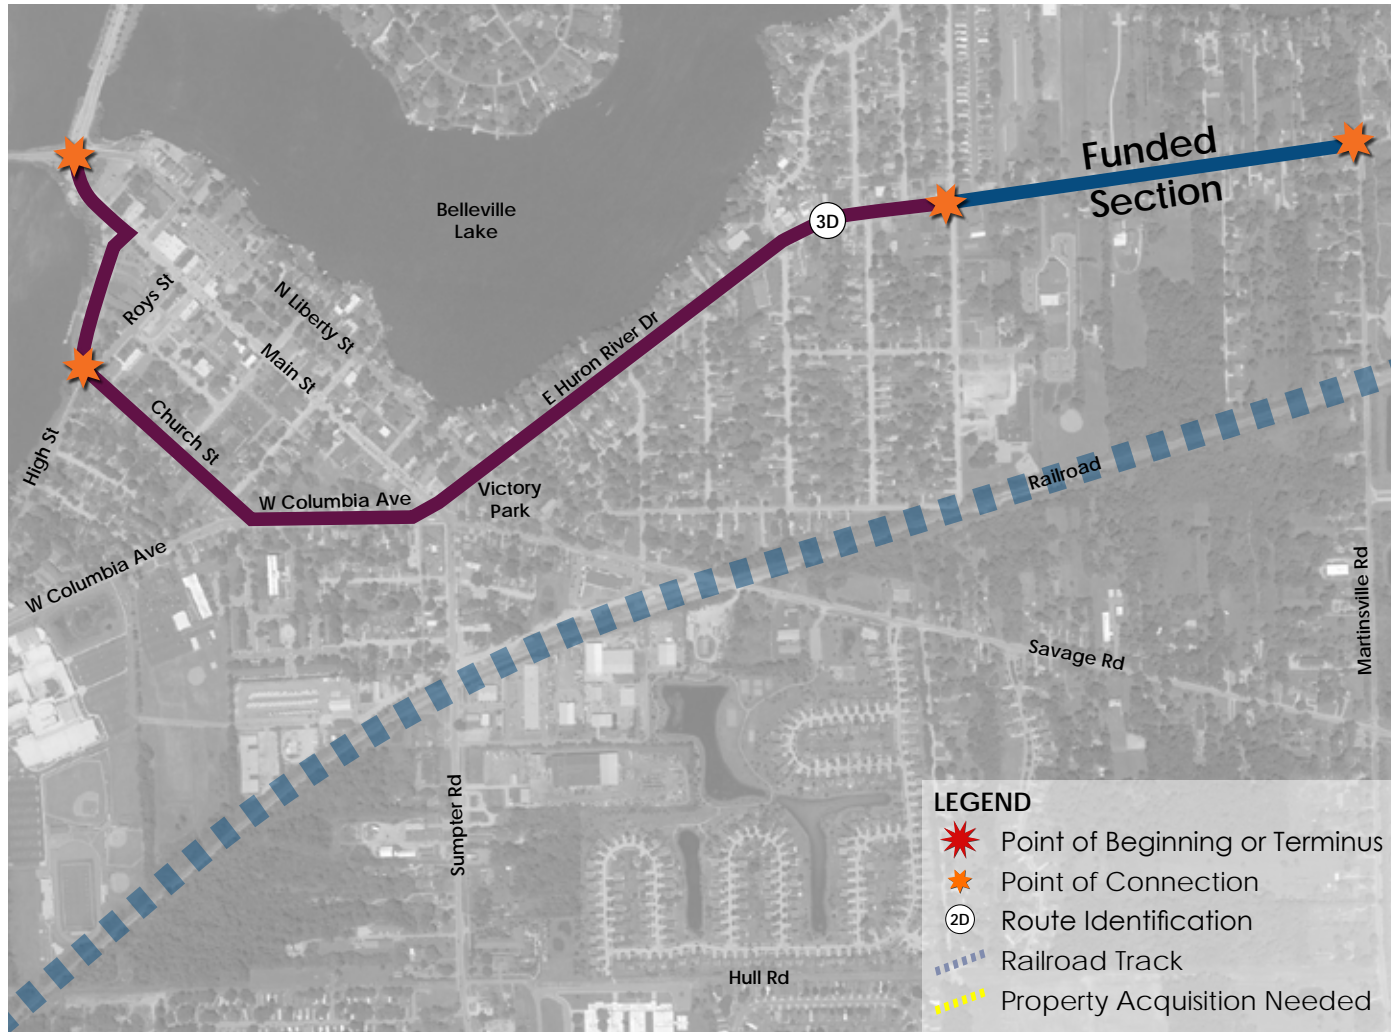 Funded
Section
Belleville
Lake
3D
Roys St
N Liberty St
Main St
E Huron River Dr
Church St
High St
W Columbia Ave
Victory
Park
Railroad
W Columbia Ave
Martinsville Rd
Savage Rd
Sumpter Rd
Hull Rd
LEGEND
Point of Beginning or Terminus
Point of Connection
2D Route Identification
Railroad Track
Property Acquisition Needed